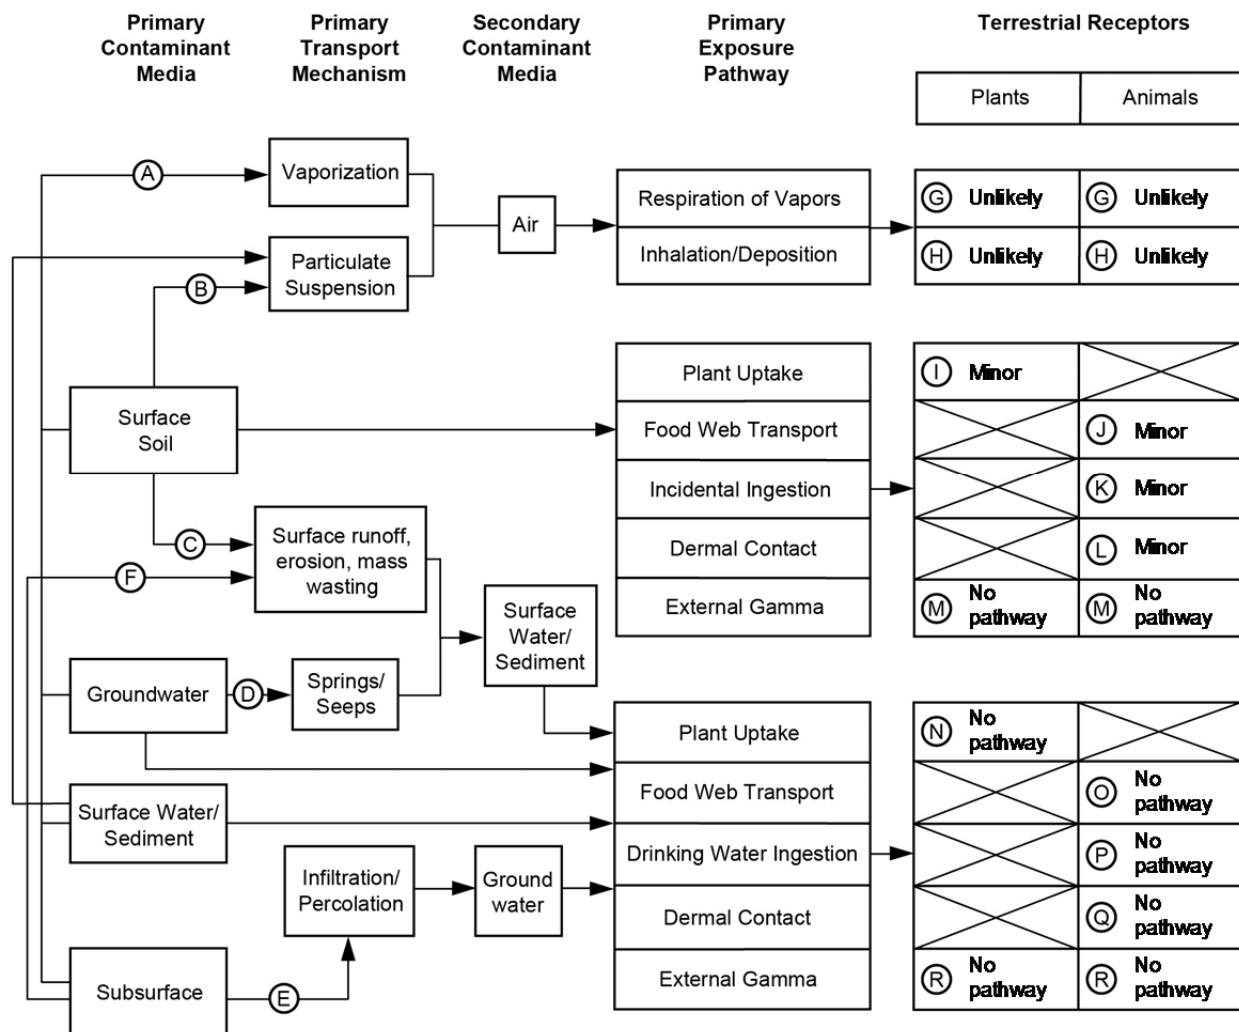 Primary
Contaminant
Media
Primary
Transport
Mechanism
Secondary
Contaminant
Media
Primary
Exposure
Pathway
Terrestrial Receptors
Plants
Animals
A
Vaporization
Air
Respiration of Vapors
G Unlikely
G Unlikely
B
Particulate
Suspension
Inhalation/Deposition
H Unlikely
H Unlikely
Surface
Soil
Plant Uptake
I Minor
Food Web Transport
J Minor
Incidental Ingestion
K Minor
Dermal Contact
L Minor
External Gamma
M No
pathway
M No
pathway
C
F
Surface runoff,
erosion, mass
wasting
Surface
Water/
Sediment
Groundwater
D
Springs/
Seeps
Plant Uptake
N No
pathway
Food Web Transport
O No
pathway
Surface Water/
Sediment
Drinking Water Ingestion
P No
pathway
Infiltration/
Percolation
Ground
water
Dermal Contact
Q No
pathway
Subsurface
E
External Gamma
R No
pathway
R No
pathway